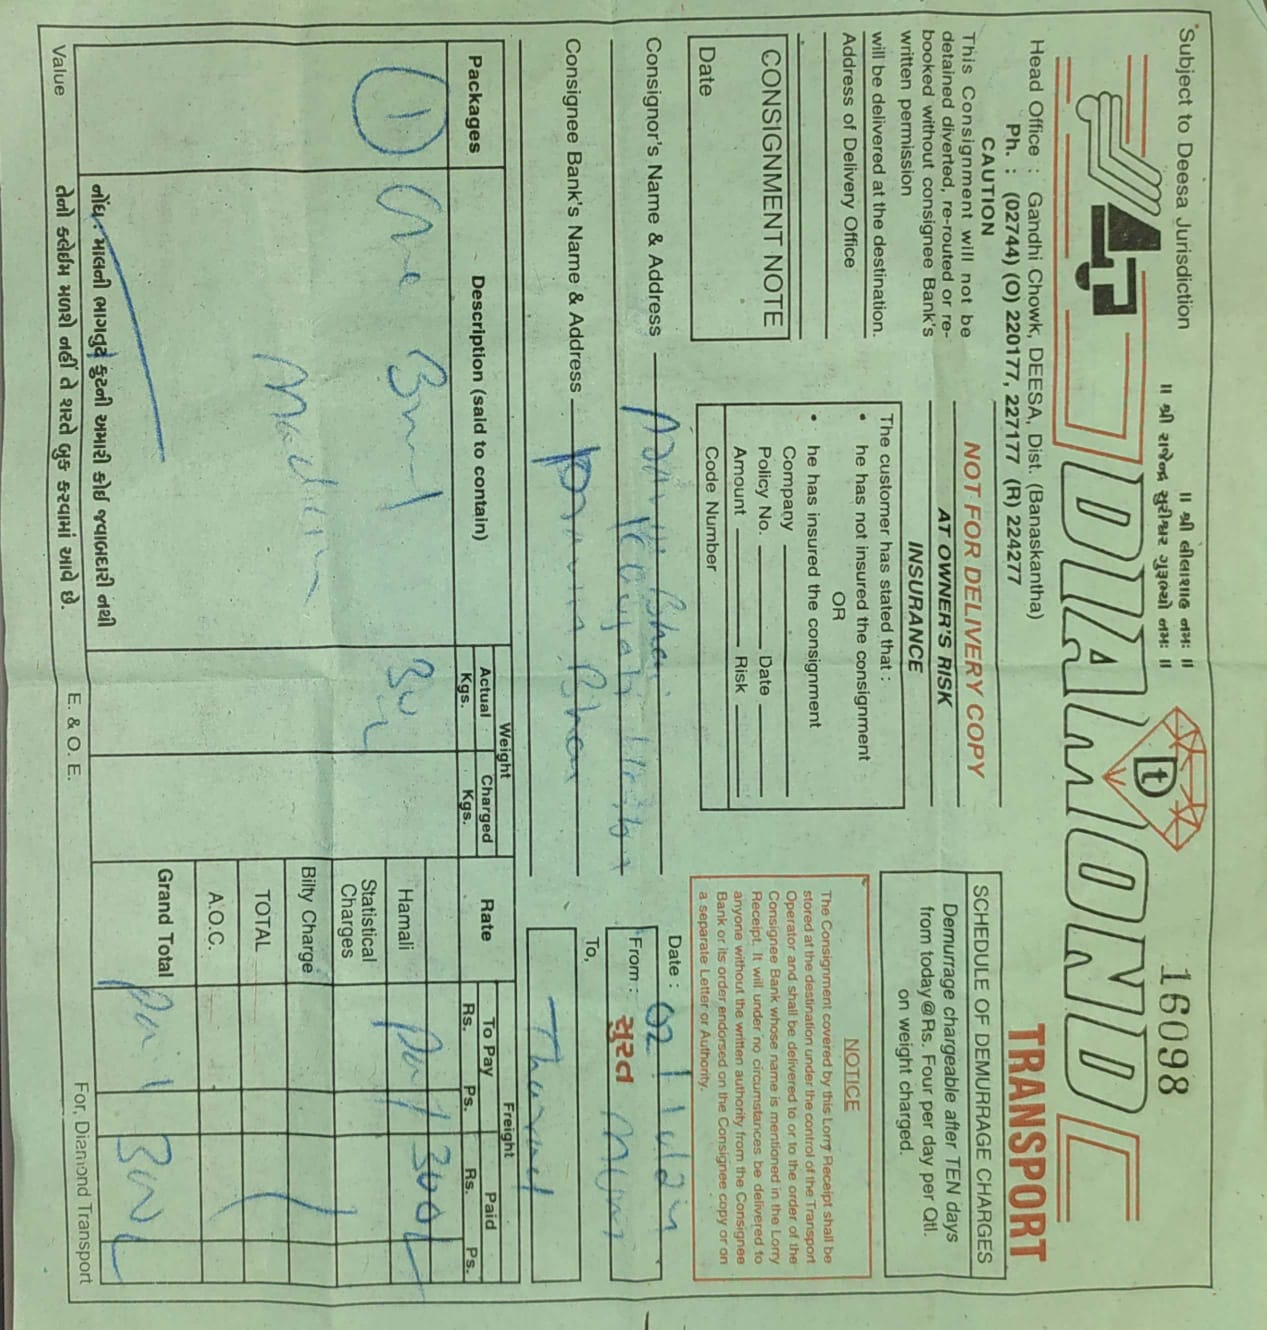 Subject to Deesa Jurisdiction
॥ શ્રી લીલાશાહ નમઃ ॥
॥ શ્રી રાજેન્દ્ર સુરીશ્વર ગુરૂભ્યો નમઃ ॥
16098
DIAMOND
t
TRANSPORT
Head Office : Gandhi Chowk, DEESA, Dist. (Banaskantha)
Ph. : (02744) (O) 220177, 227177 (R) 224277
CAUTION
This Consignment will not be
detained diverted, re-routed or re-
booked without consignee Bank's
written permission
will be delivered at the destination.
Address of Delivery Office
NOT FOR DELIVERY COPY
AT OWNER'S RISK
INSURANCE
The customer has stated that :
• he has not insured the consignment
OR
• he has insured the consignment
Company
Policy No. Date
Amount Risk
Code Number
SCHEDULE OF DEMURRAGE CHARGES
Demurrage chargeable after TEN days
from today@Rs. Four per day per Qtl.
on weight charged.
NOTICE
The Consignment covered by this Lorry Receipt shall be
stored at the destination under the control of the Transport
Operator and shall be delivered to or to the order of the
Consignee Bank whose name is mentioned in the Lorry
Receipt. It will under no circumstances be delivered to
anyone without the written authority from the Consignee
Bank or its order endorsed on the Consignee copy or on
a separate Letter or Authority.
CONSIGNMENT NOTE
Date
Date : 02
Consignor's Name & Address Bhai
From : સુરત
Consignee Bank's Name & Address Bhai
To,
Packages Description (said to contain) Weight Rate Freight
Actual Kgs. Charged Kgs. To Pay Paid
Rs. Ps. Rs. Ps.
1 One
300
Hamali
Statistical Charges
Bilty Charge
TOTAL
A.O.C.
Grand Total
નોંધ : માલની ભાગતુટ કુટની અમારી કોઈ જવાબદારી નથી
તેનો કલેઈમ મળશે નહીં તે શરતે બુક કરવામાં આવે છે.
Value E. & O. E. For, Diamond Transport